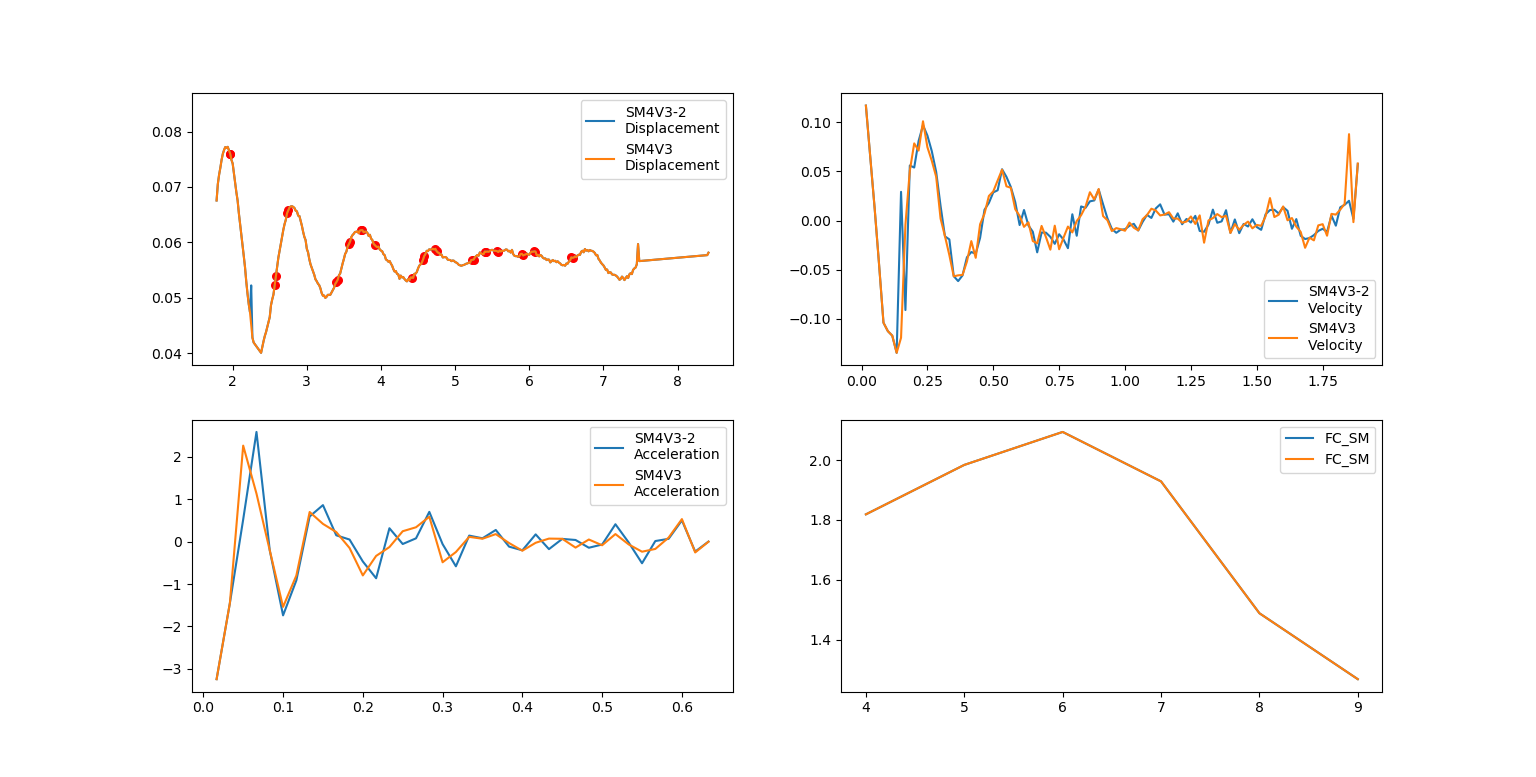 0.08
0.07
0.06
0.05
0.04
2 3 4 5 6 7 8
SM4V3-2
Displacement
SM4V3
Displacement
0.10
0.05
0.00
−0.05
−0.10
0.00 0.25 0.50 0.75 1.00 1.25 1.50 1.75
SM4V3-2
Velocity
SM4V3
Velocity
2
1
0
−1
−2
−3
0.0 0.1 0.2 0.3 0.4 0.5 0.6
SM4V3-2
Acceleration
SM4V3
Acceleration
2.0
1.8
1.6
1.4
4 5 6 7 8 9
FC_SM
FC_SM